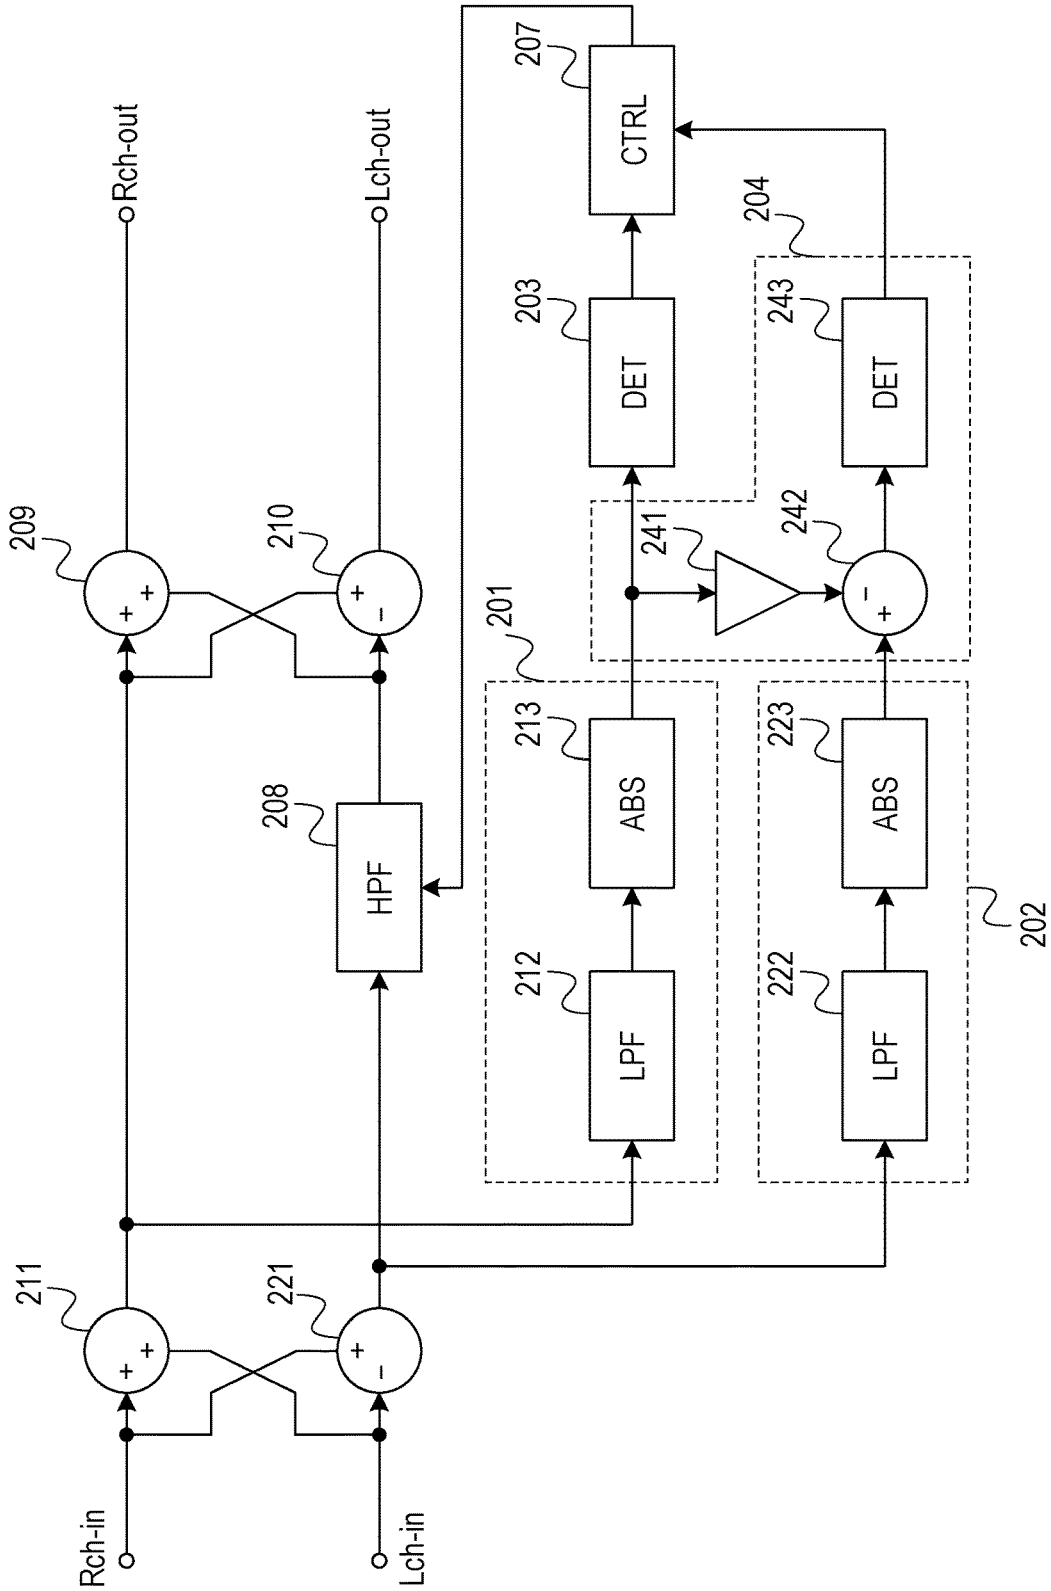 Rch-in
Lch-in
211
+
+
221
+
-
208
HPF
209
+
+
210
+
-
Rch-out
Lch-out
201
212
LPF
213
ABS
203
DET
207
CTRL
202
222
LPF
223
ABS
241
242
-
+
243
DET
204